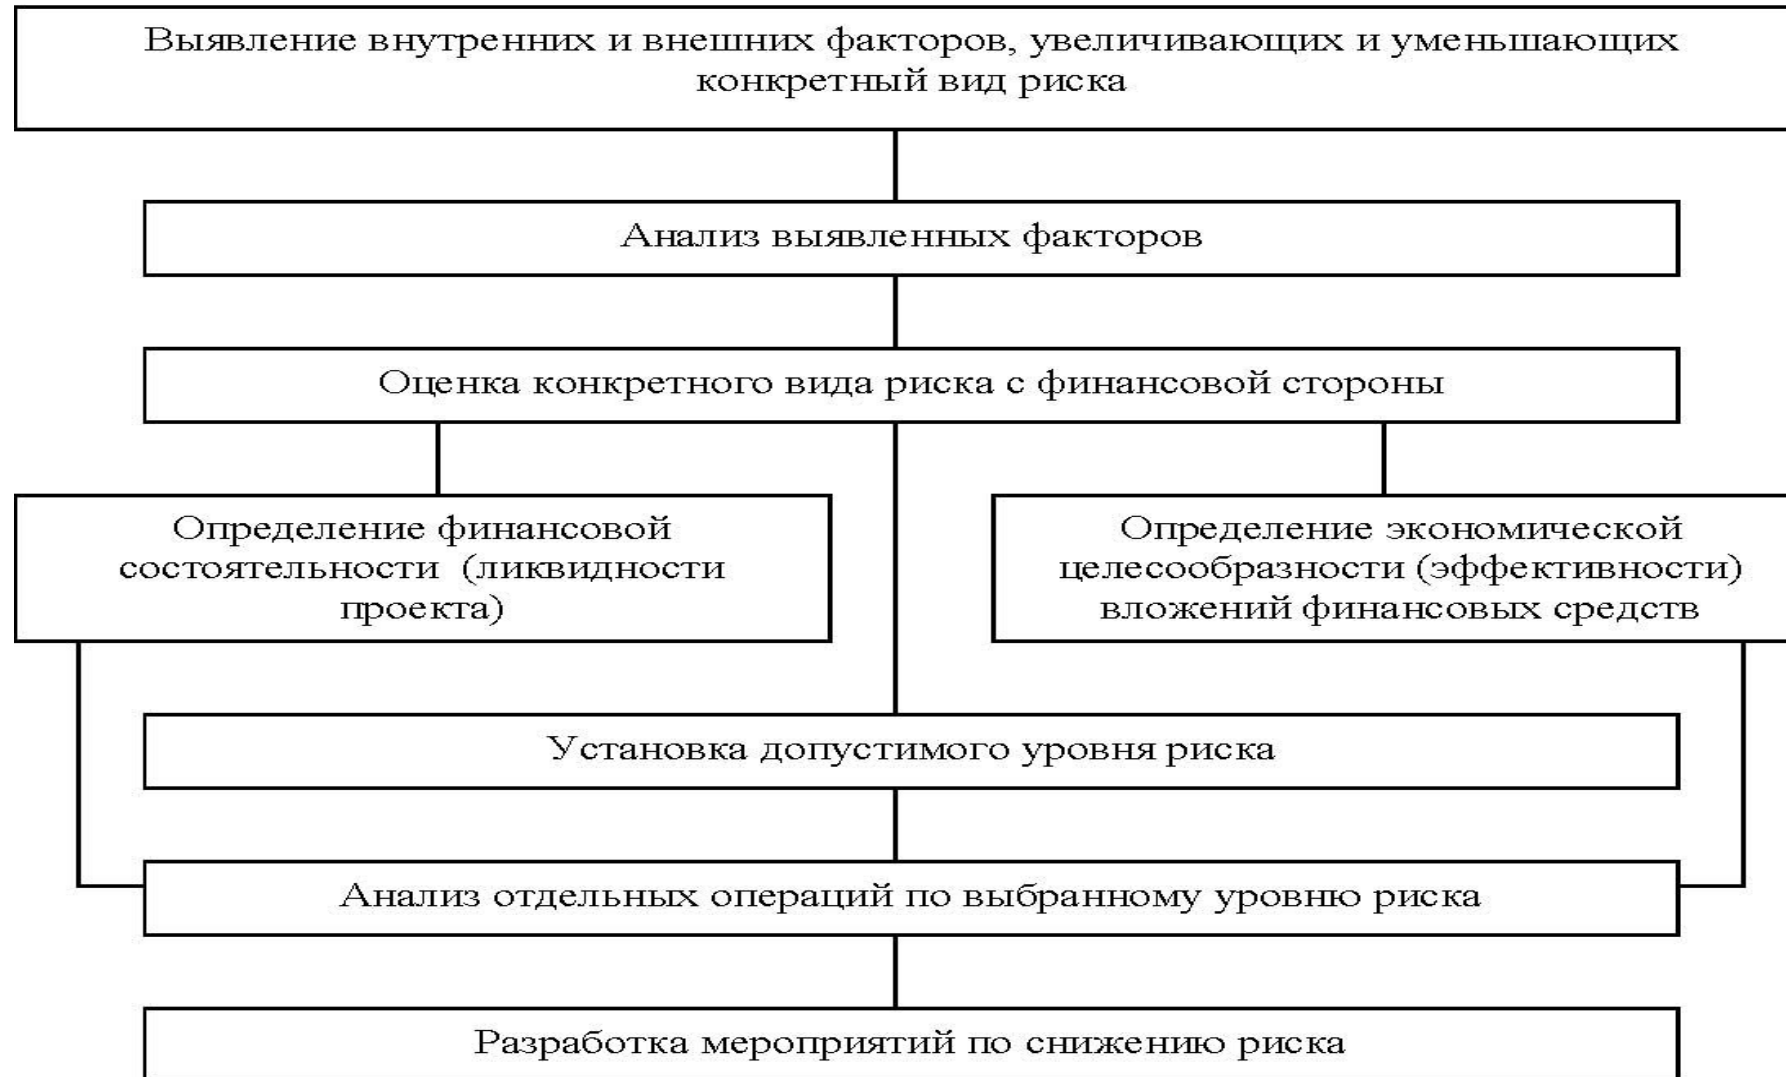 Выявление внутренних и внешних факторов, увеличивающих и уменьшающих
конкретный вид риска
Анализ выявленных факторов
Оценка конкретного вида риска с финансовой стороны
Определение финансовой
состоятельности (ликвидности
проекта)
Определение экономической
целесообразности (эффективности)
вложений финансовых средств
Установка допустимого уровня риска
Анализ отдельных операций по выбранному уровню риска
Разработка мероприятий по снижению риска